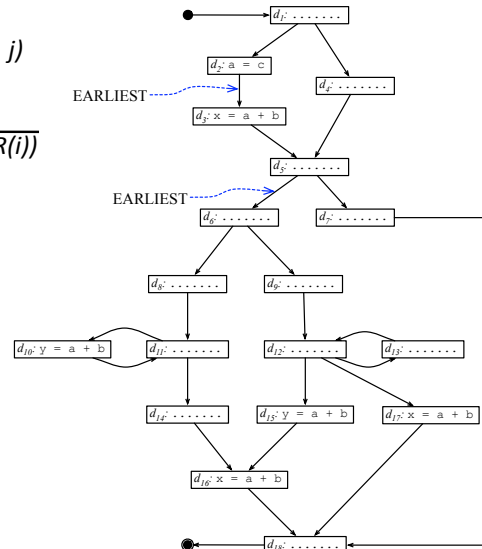 d1: . . . . . . .
j)
d2: a = c
d4: . . . . . . .
EARLIEST
d3: x = a + b
R(i))
d5: . . . . . . .
EARLIEST
d6: . . . . . . .
d7: . . . . . . .
d8: . . . . . . .
d9: . . . . . . .
d10: y = a + b
d11: . . . . . . .
d12: . . . . . . .
d13: . . . . . . .
d14: . . . . . . .
d15: y = a + b
d17: x = a + b
d16: x = a + b
d18: . . . . . . .